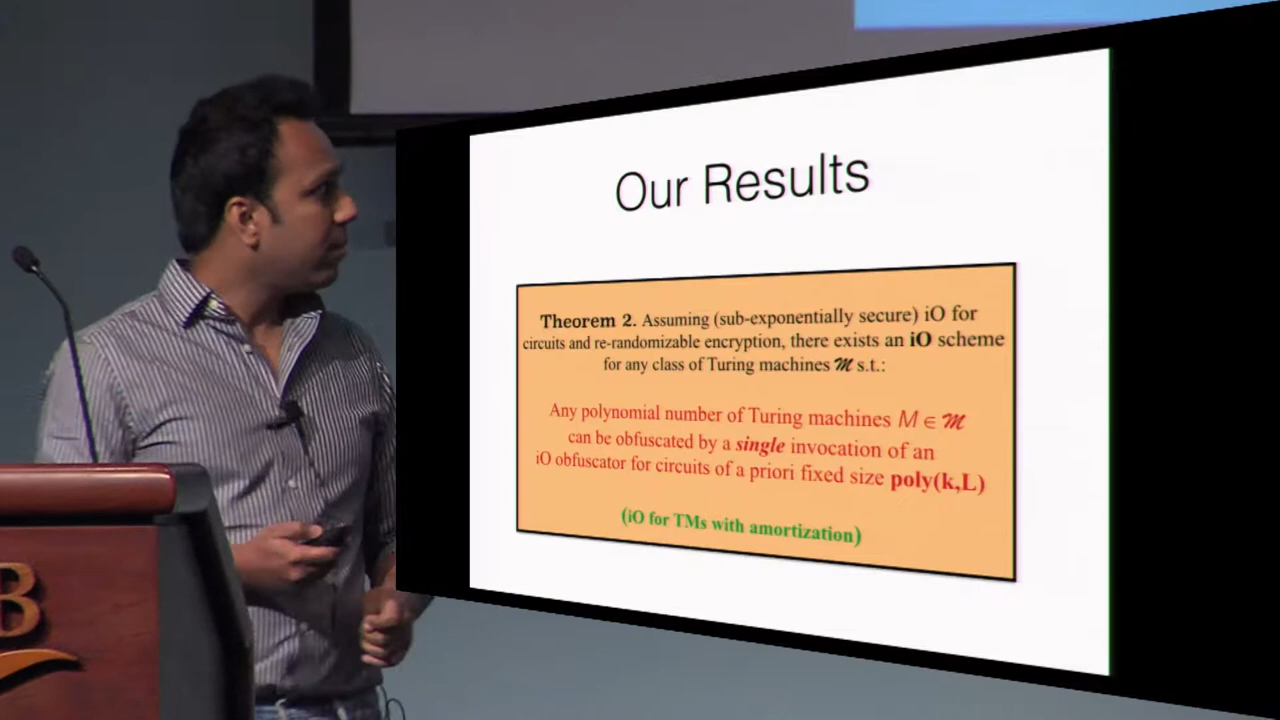 Our Results
Theorem 2. Assuming (sub-exponentially secure) iO for
circuits and re-randomizable encryption, there exists an iO scheme
for any class of Turing machines ℳ s.t.:
Any polynomial number of Turing machines M ∈ ℳ
can be obfuscated by a single invocation of an
iO obfuscator for circuits of a priori fixed size poly(k,L)
(iO for TMs with amortization)
B